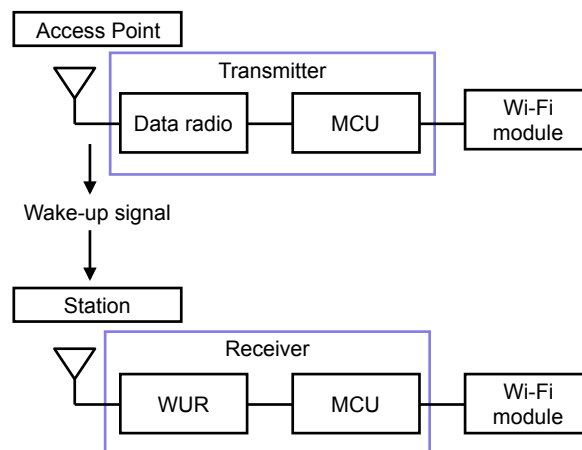 Access Point
Transmitter
Data radio
MCU
Wi-Fi
module
Wake-up signal
Station
Receiver
WUR
MCU
Wi-Fi
module